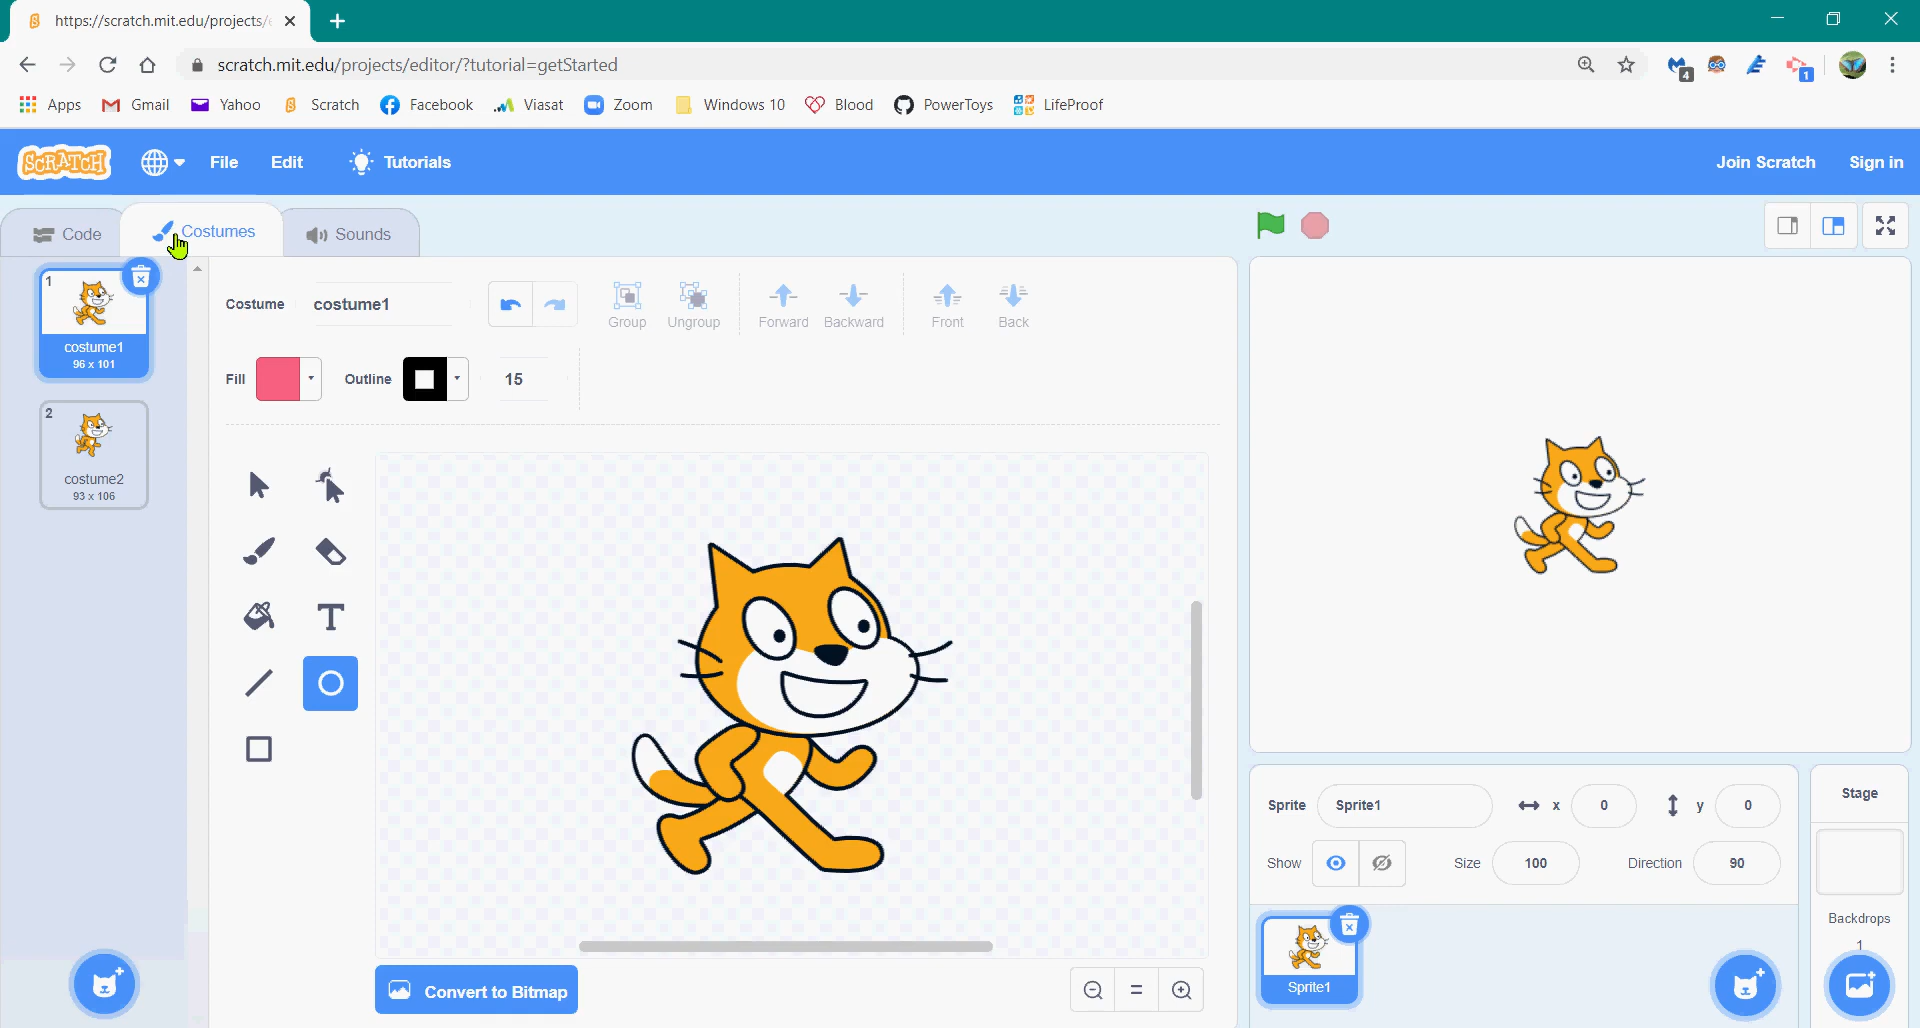 https://scratch.mit.edu/projects/
scratch.mit.edu/projects/editor/?tutorial=getStarted
4
1
Apps Gmail Yahoo Scratch Facebook Viasat Zoom Windows 10 Blood PowerToys LifeProof
SCRATCH File Edit Tutorials Join Scratch Sign in
Code Costumes Sounds
1
costume1
96 x 101
2
costume2
93 x 106
Costume costume1
Group Ungroup Forward Backward Front Back
Fill Outline 15
Convert to Bitmap
Sprite Sprite1 x 0 y 0
Show Size 100 Direction 90
Sprite1
Stage
Backdrops
1